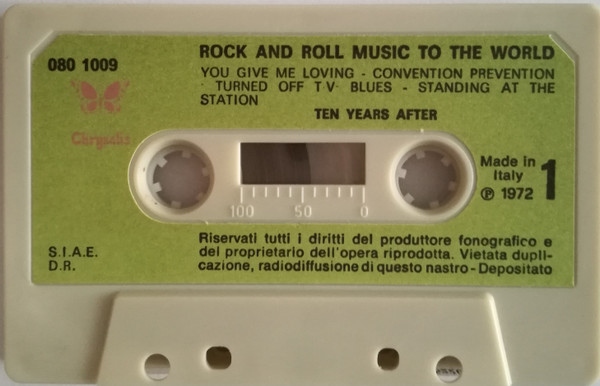 080 1009
ROCK AND ROLL MUSIC TO THE WORLD
YOU GIVE ME LOVING - CONVENTION PREVENTION
- TURNED OFF T V BLUES - STANDING AT THE
STATION
TEN YEARS AFTER
Chrysalis
Made in
Italy
℗ 1972
1
100 50 0
S.I.A.E.
D.R.
Riservati tutti i diritti del produttore fonografico e
del proprietario dell'opera riprodotta. Vietata dupli-
cazione, radiodiffusione di questo nastro - Depositato